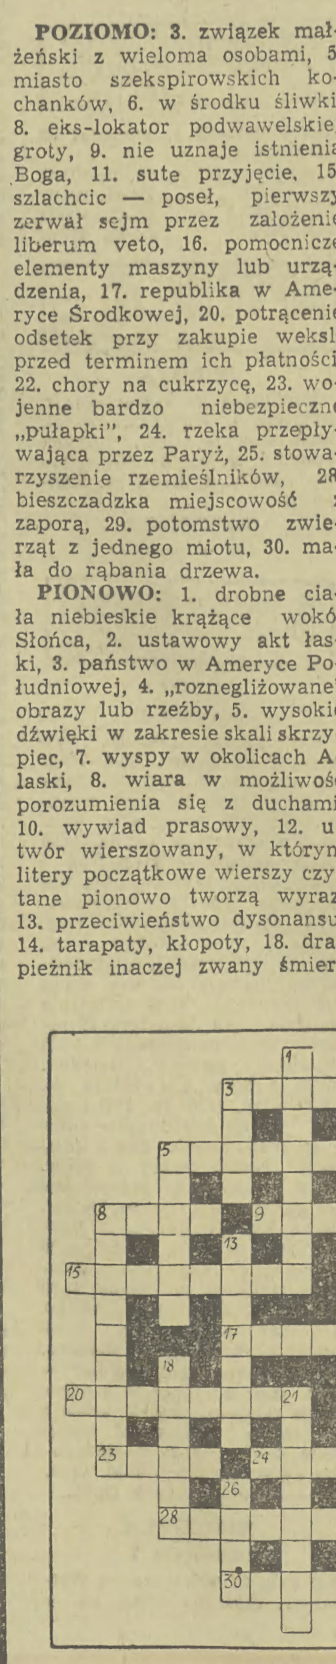 POZIOMO: 3. związek mał-
żeński z wieloma osobami, 5
miasto szekspirowskich ko-
chanków, 6. w środku śliwki
8. eks-lokator podwawelskie
groty, 9. nie uznaje istnienia
Boga, 11. sute przyjęcie, 15
szlachcic — poseł, pierwszy
zerwał sejm przez założenie
liberum veto, 16. pomocnicze
elementy maszyny lub urzą-
dzenia, 17. republika w Ame-
ryce Środkowej, 20. potrącenie
odsetek przy zakupie weksl
przed terminem ich płatności
22. chory na cukrzycę, 23. wo-
jenne bardzo niebezpieczne
„pułapki”, 24. rzeka przepły-
wająca przez Paryż, 25. stowa-
rzyszenie rzemieślników, 28
bieszczadzka miejscowość z
zaporą, 29. potomstwo zwie-
rząt z jednego miotu, 30. ma-
ła do rąbania drzewa.
PIONOWO: 1. drobne cia-
ła niebieskie krążące wokó
Słońca, 2. ustawowy akt łas-
ki, 3. państwo w Ameryce Po-
łudniowej, 4. „roznegliżowane”
obrazy lub rzeźby, 5. wysokie
dźwięki w zakresie skali skrzy-
piec, 7. wyspy w okolicach A-
laski, 8. wiara w możliwość
porozumienia się z duchami
10. wywiad prasowy, 12. u-
twór wierszowany, w którym
litery początkowe wierszy czy-
tane pionowo tworzą wyraz
13. przeciwieństwo dysonansu
14. tarapaty, kłopoty, 18. dra-
pieżnik inaczej zwany śmier-
1
3
5
8 9
13
15
17
18
20 21
23 24
26
28
30